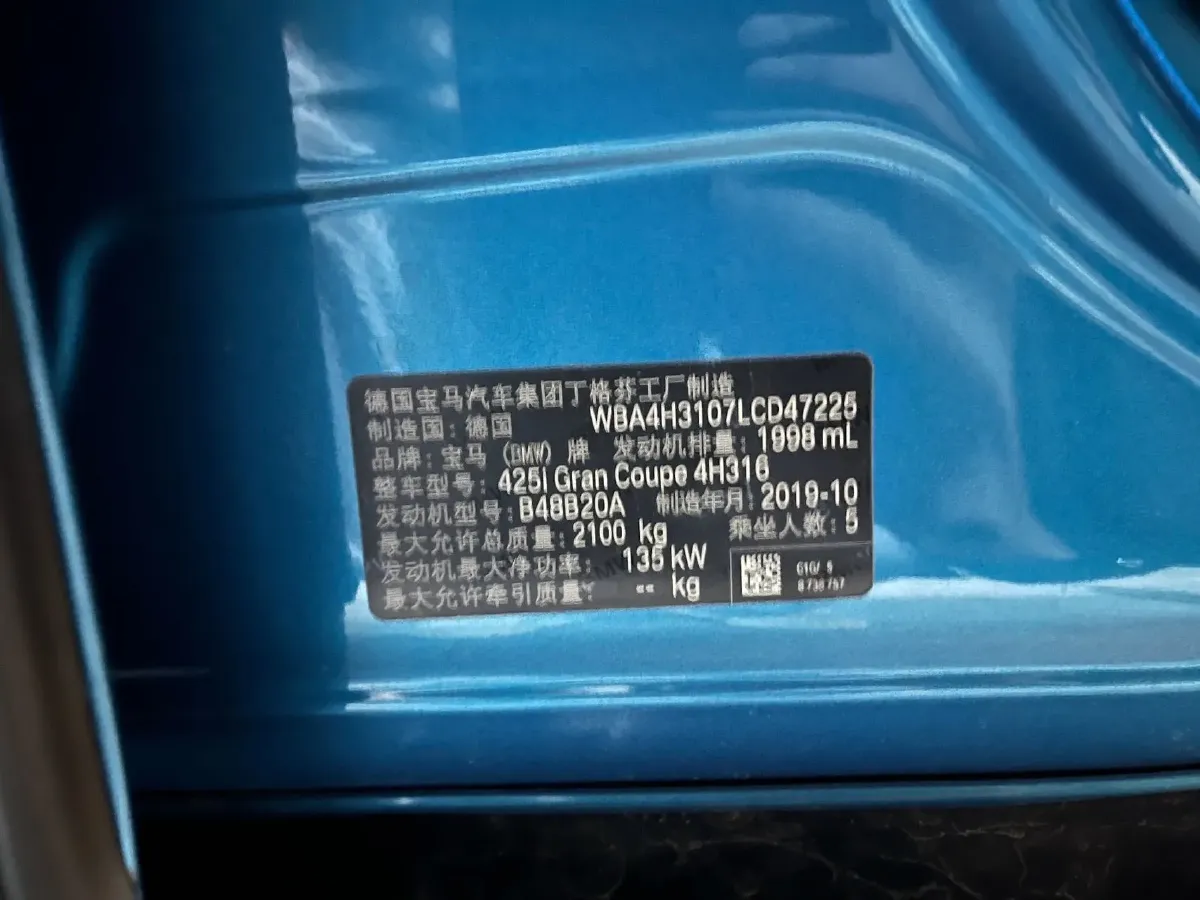 德国宝马汽车集团丁格芬工厂制造
制造国：德国 WBA4H3107LCD47225
品牌：宝马 (BMW) 牌 发动机排量：1998 mL
整车型号：425i Gran Coupe 4H316
发动机型号：B48B20A 制造年月：2019-10
最大允许总质量：2100 kg 乘坐人数：5
发动机最大净功率：135 kW
最大允许牵引质量：-- kg